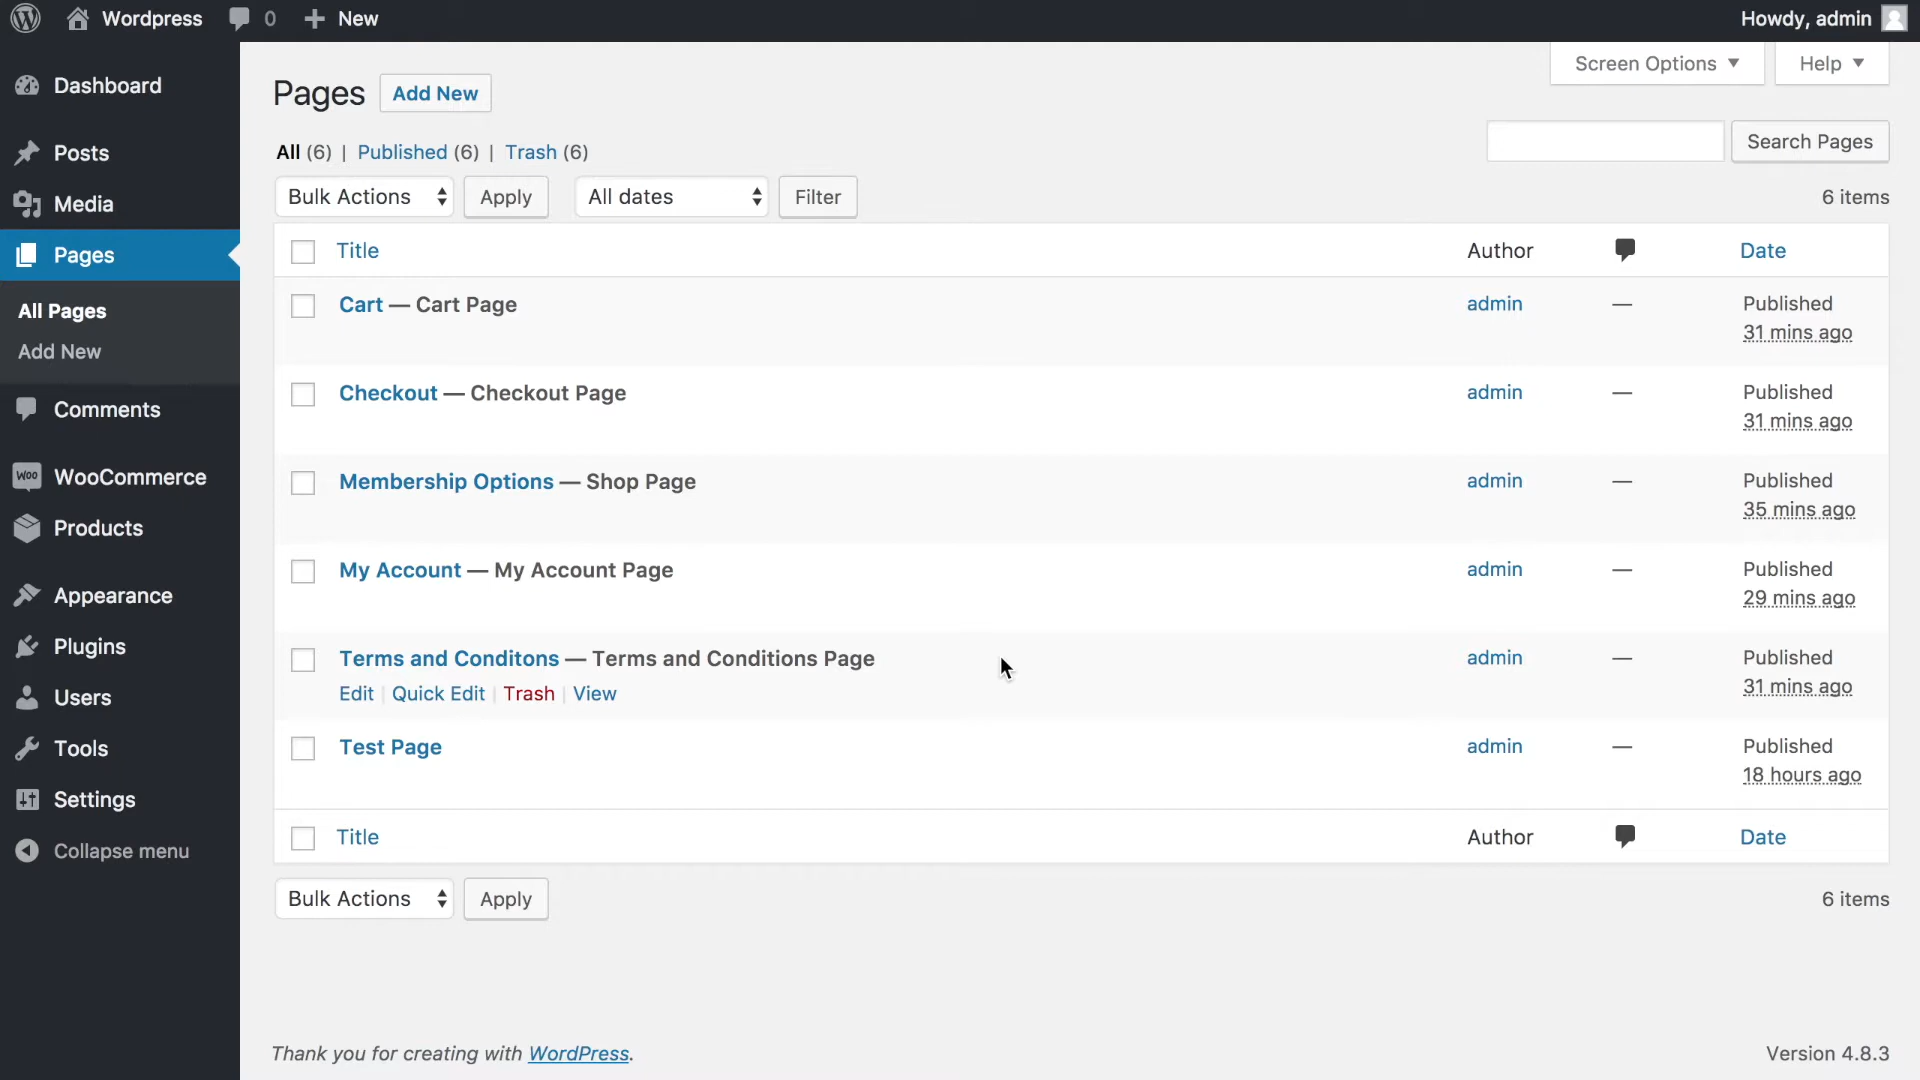 Wordpress 0 New Howdy, admin
Screen Options Help
Pages Add New
All (6) | Published (6) | Trash (6)
Search Pages
Bulk Actions Apply All dates Filter 6 items
Title Author Date
Cart — Cart Page admin — Published
31 mins ago
Checkout — Checkout Page admin — Published
31 mins ago
Membership Options — Shop Page admin — Published
35 mins ago
My Account — My Account Page admin — Published
29 mins ago
Terms and Conditons — Terms and Conditions Page admin — Published
Edit | Quick Edit | Trash | View 31 mins ago
Test Page admin — Published
18 hours ago
Title Author Date
Bulk Actions Apply 6 items
Dashboard
Posts
Media
Pages
All Pages
Add New
Comments
Woo WooCommerce
Products
Appearance
Plugins
Users
Tools
Settings
Collapse menu
Thank you for creating with WordPress. Version 4.8.3